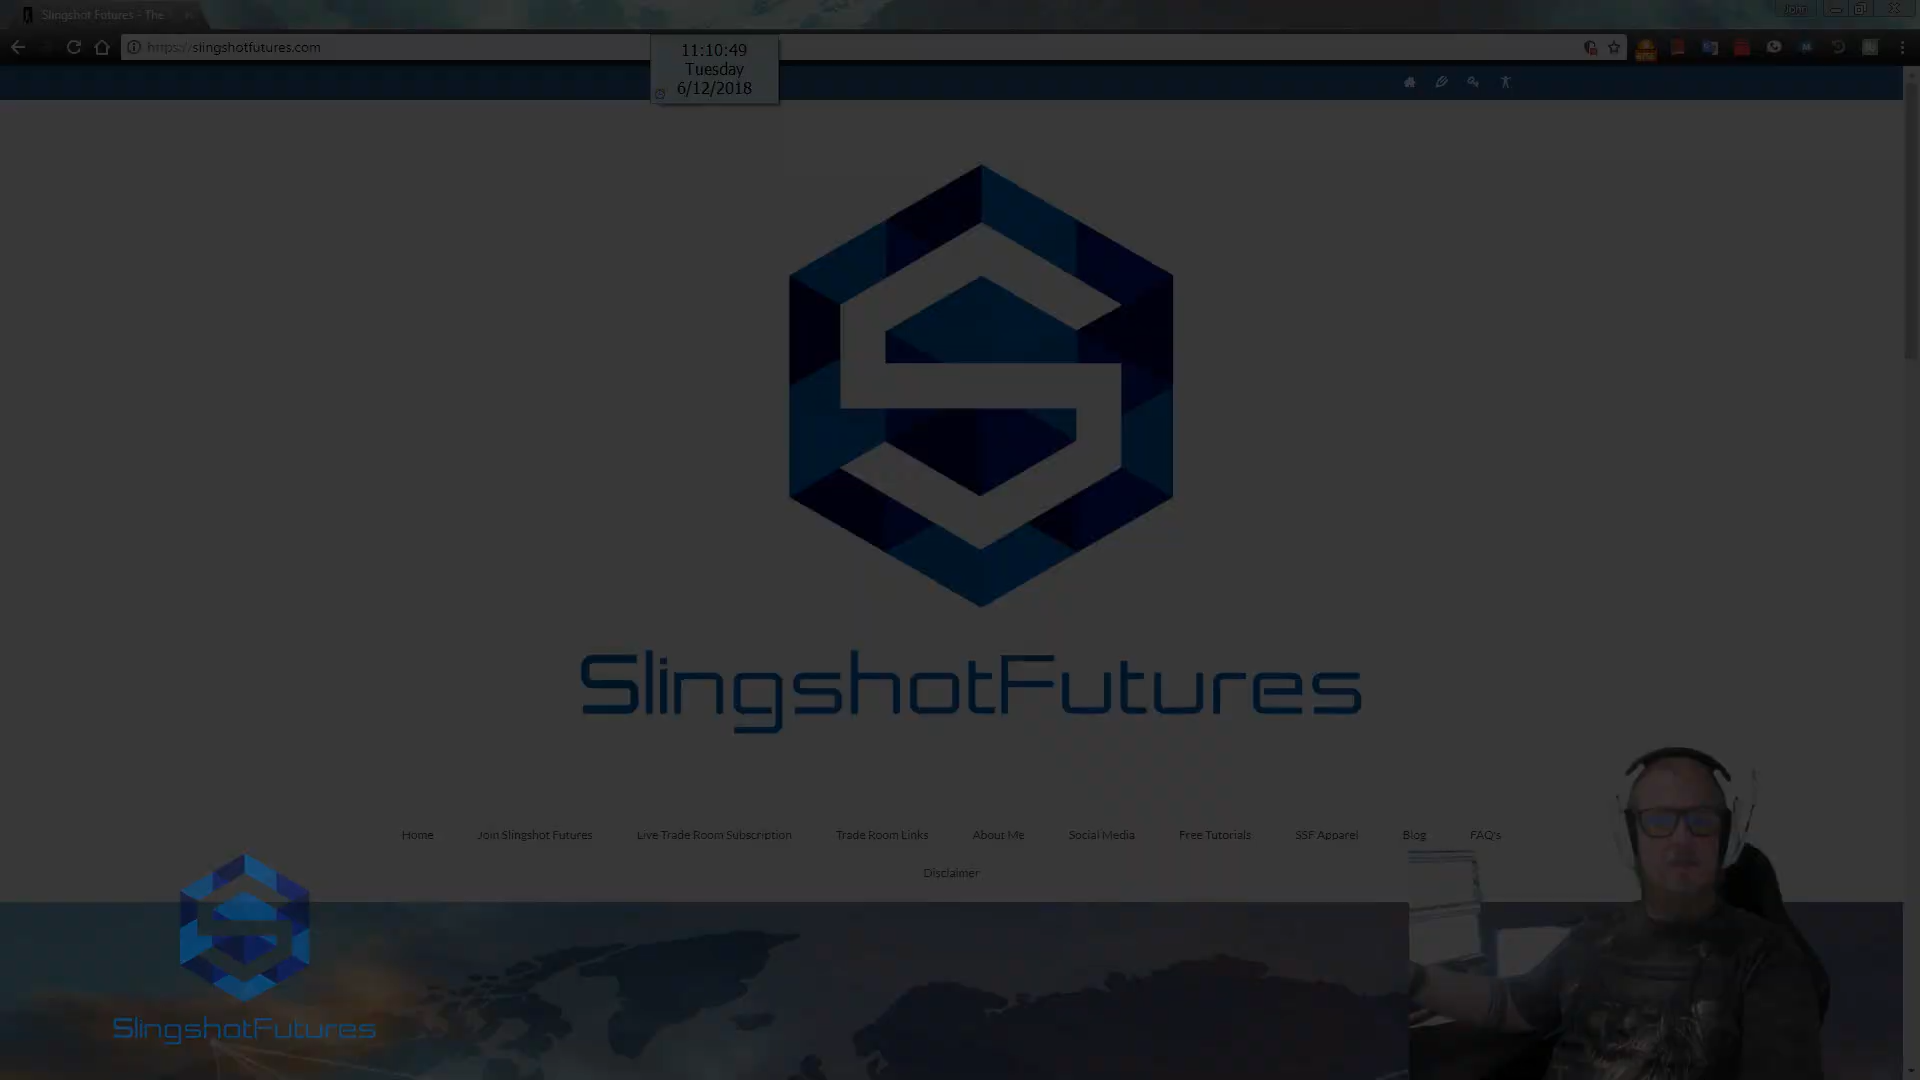 Slingshot Futures - The
John
https://slingshotfutures.com
11:10:49
Tuesday
6/12/2018
SlingshotFutures
Home Join Slingshot Futures Live Trade Room Subscription Trade Room Links About Me Social Media Free Tutorials SSF Apparel Blog FAQ's
Disclaimer
SlingshotFutures